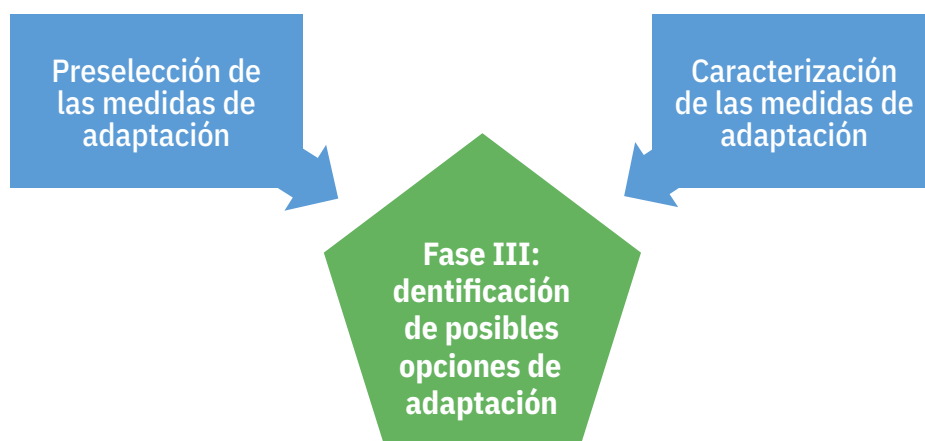 Preselección de
las medidas de
adaptación
Caracterización
de las medidas de
adaptación
Fase III:
dentificación
de posibles
opciones de
adaptación